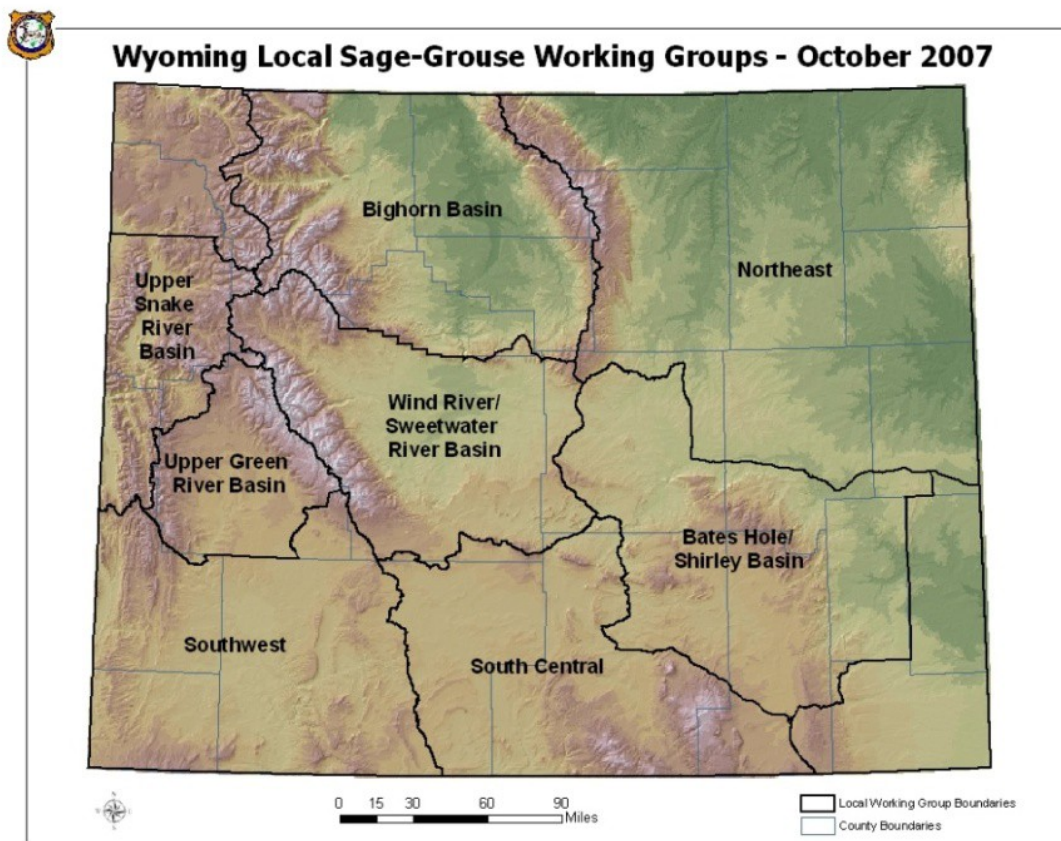 Wyoming Local Sage-Grouse Working Groups - October 2007
Bighorn Basin
Northeast
Upper
Snake
River
Basin
Wind River/
Sweetwater
River Basin
Upper Green
River Basin
Bates Hole/
Shirley Basin
Southwest
South Central
0 15 30 60 90
Miles
Local Working Group Boundaries
County Boundaries